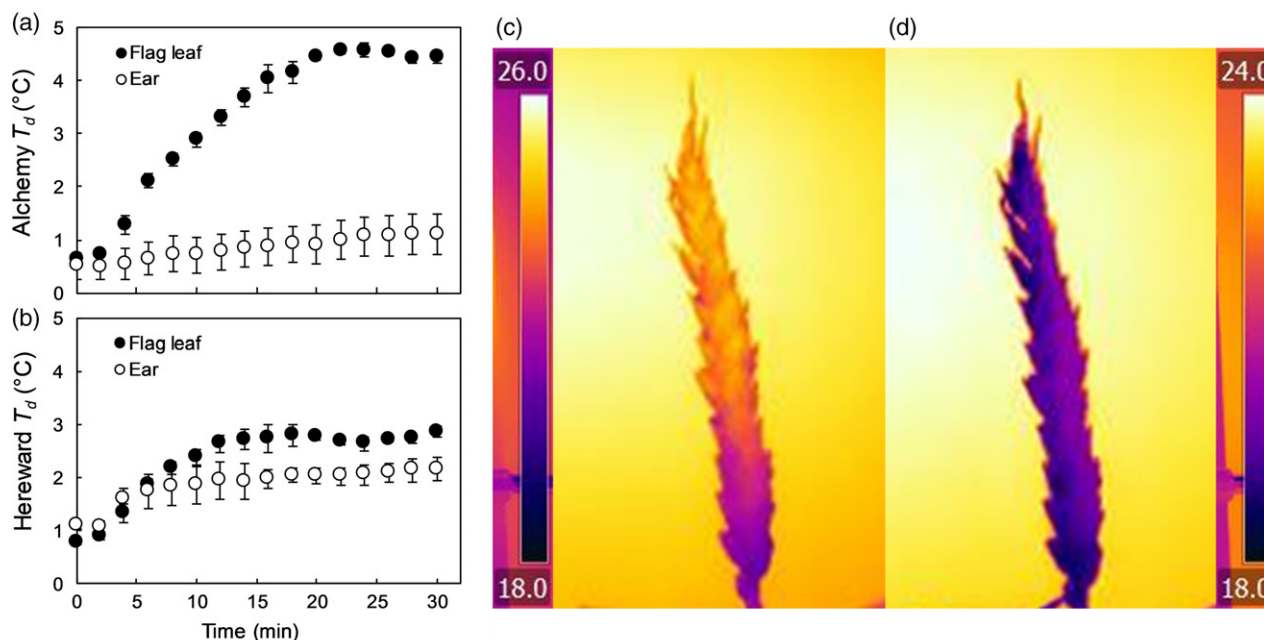 (a)
5
4
3
2
1
0
Alchemy T_d (°C)
Flag leaf
Ear
(b)
5
4
3
2
1
0
Hereward T_d (°C)
Flag leaf
Ear
0 5 10 15 20 25 30
Time (min)
(c)
26.0
18.0
(d)
24.0
18.0